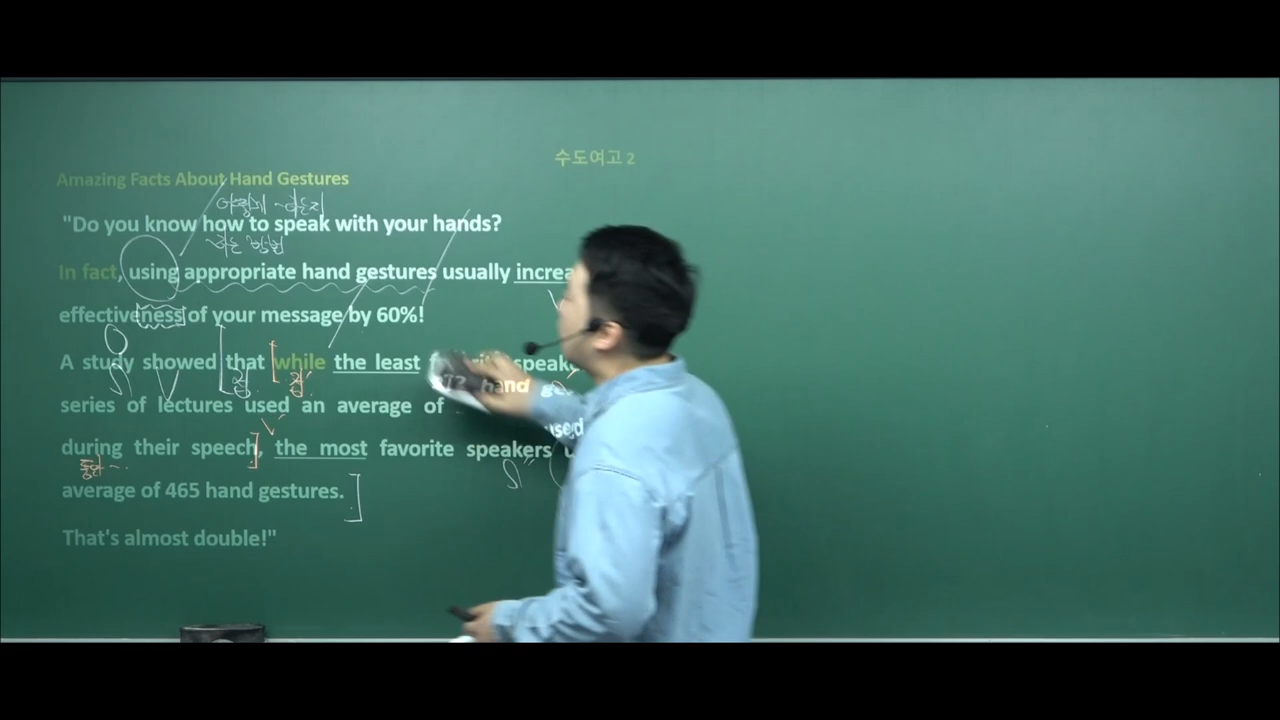 수도여고 2
Amazing Facts About Hand Gestures
어떻게 ~하는지
"Do you know how to speak with your hands?
~하는 방법
In fact, using appropriate hand gestures usually
effectiveness of your message by 60%!
A study showed that while the least
series of lectures used an average of hand
during their speech, the most favorite speakers
average of 465 hand gestures.
That's almost double!"